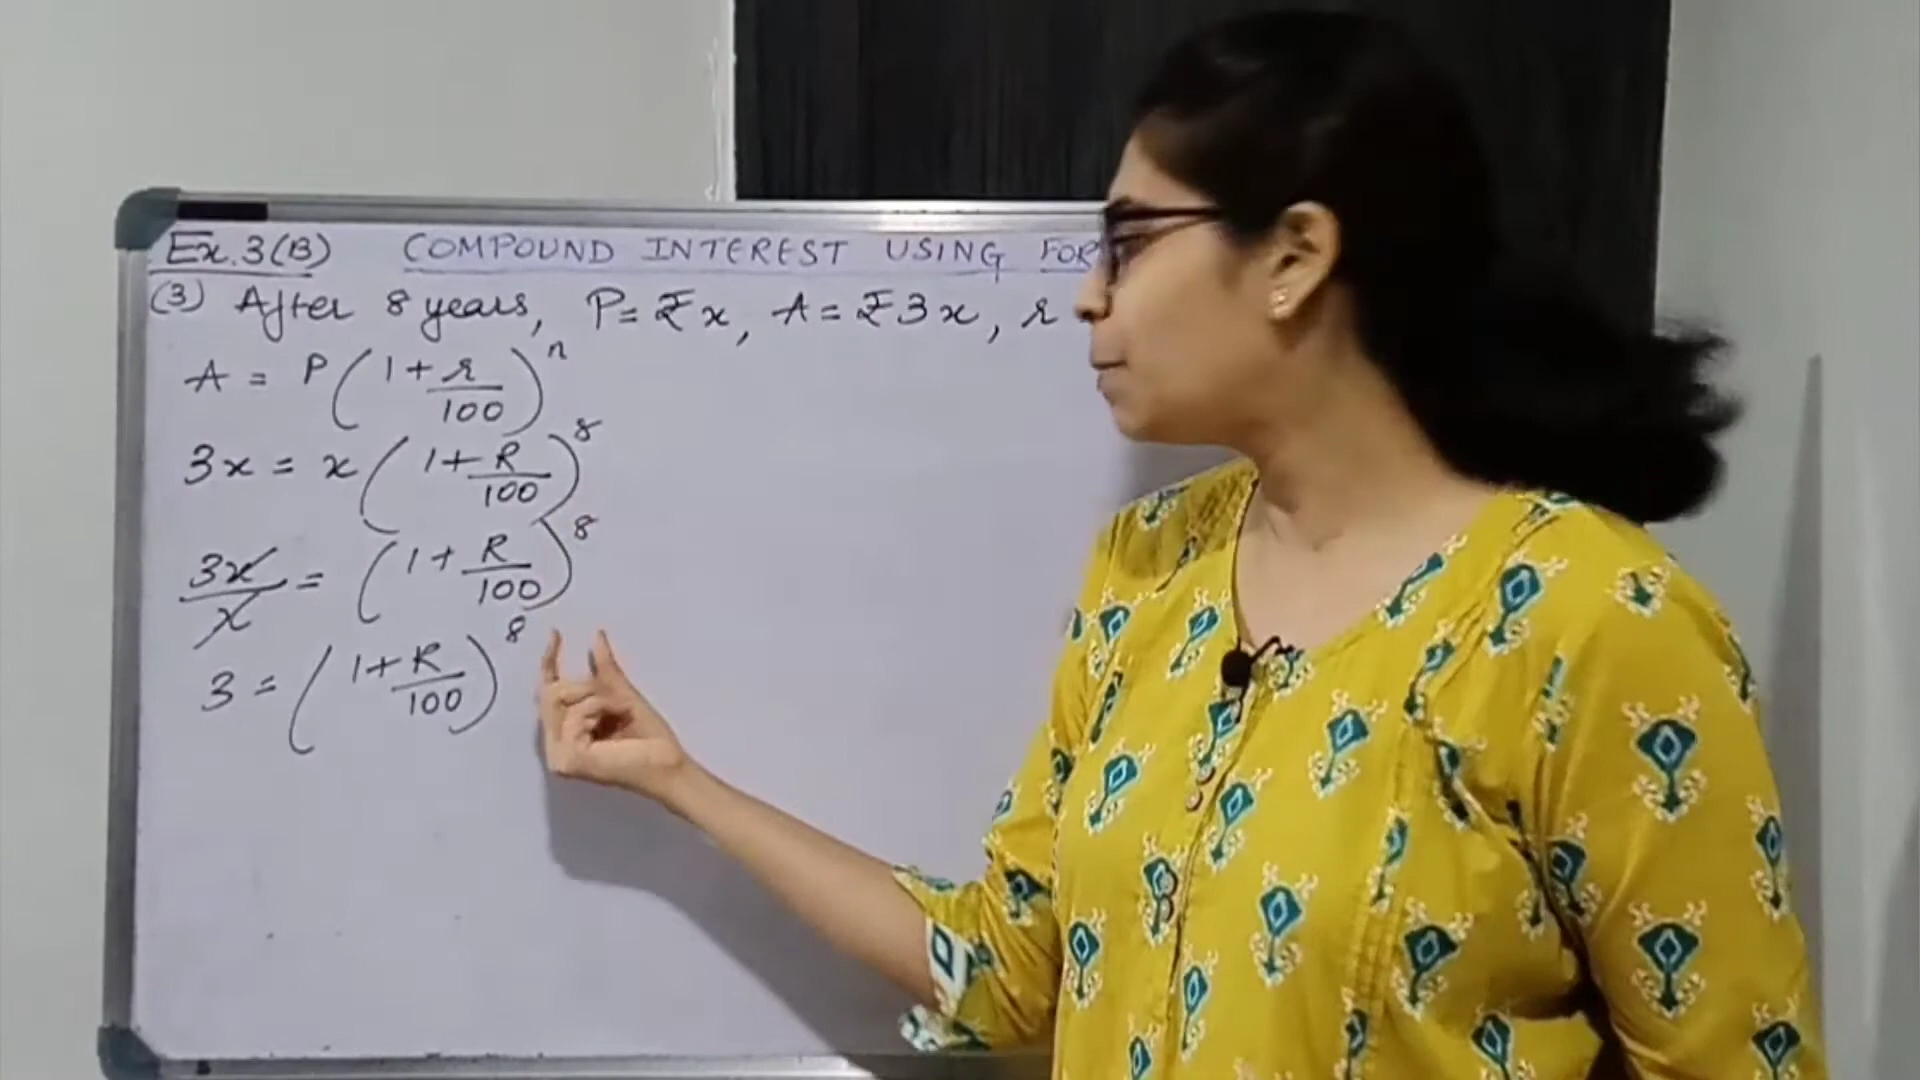 Ex.3(B) COMPOUND INTEREST USING FOR
(3) After 8 years, P=₹x, A=₹3x, r
A = P(1+r/100)^n
3x = x(1+R/100)^8
3x/x = (1+R/100)^8
3 = (1+R/100)^8